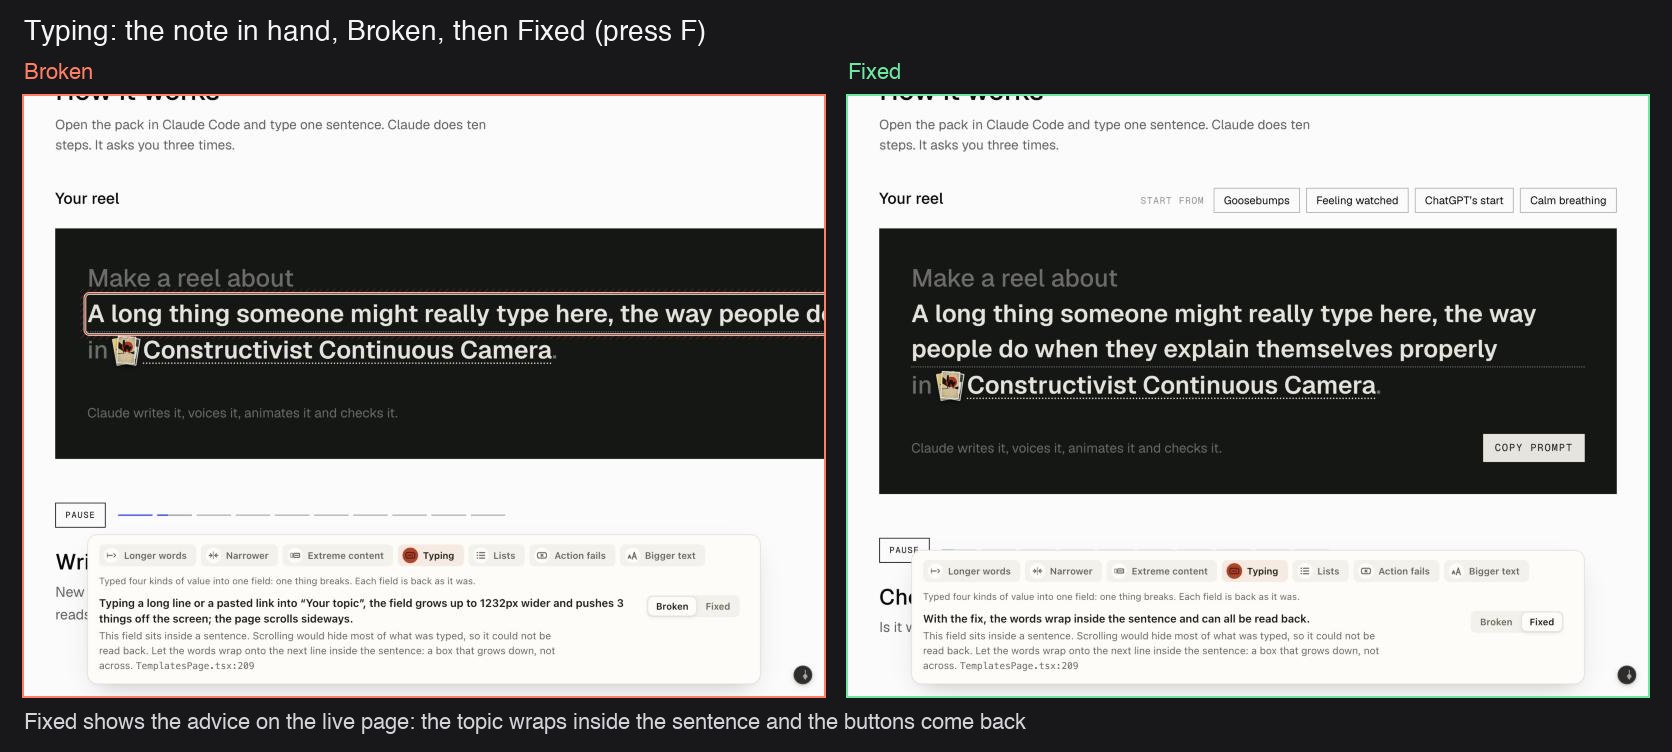 Typing: the note in hand, Broken, then Fixed (press F)
Broken
How it works
Open the pack in Claude Code and type one sentence. Claude does ten
steps. It asks you three times.
Your reel
Make a reel about
A long thing someone might really type here, the way people do
in Constructivist Continuous Camera.
Claude writes it, voices it, animates it and checks it.
PAUSE
Wri
New
reads
Longer words
Narrower
Extreme content
Typing
Lists
Action fails
Bigger text
Typed four kinds of value into one field: one thing breaks. Each field is back as it was.
Typing a long line or a pasted link into “Your topic”, the field grows up to 1232px wider and pushes 3
things off the screen; the page scrolls sideways.
Broken
Fixed
This field sits inside a sentence. Scrolling would hide most of what was typed, so it could not be
read back. Let the words wrap onto the next line inside the sentence: a box that grows down, not
across. TemplatesPage.tsx:209
Fixed
How it works
Open the pack in Claude Code and type one sentence. Claude does ten
steps. It asks you three times.
Your reel
START FROM
Goosebumps
Feeling watched
ChatGPT's start
Calm breathing
Make a reel about
A long thing someone might really type here, the way
people do when they explain themselves properly
in Constructivist Continuous Camera.
Claude writes it, voices it, animates it and checks it.
COPY PROMPT
PAUSE
Che
Is it w
Longer words
Narrower
Extreme content
Typing
Lists
Action fails
Bigger text
Typed four kinds of value into one field: one thing breaks. Each field is back as it was.
With the fix, the words wrap inside the sentence and can all be read back.
Broken
Fixed
This field sits inside a sentence. Scrolling would hide most of what was typed, so it could not be
read back. Let the words wrap onto the next line inside the sentence: a box that grows down, not
across. TemplatesPage.tsx:209
Fixed shows the advice on the live page: the topic wraps inside the sentence and the buttons come back